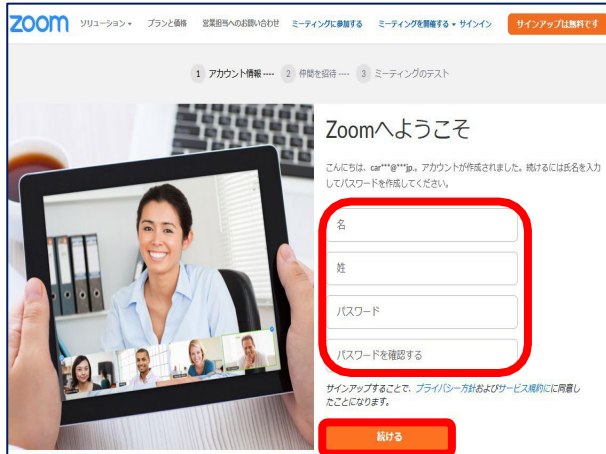 zoom ソリューション プランと価格 営業担当へのお問い合わせ ミーティングに参加する ミーティングを開催する サインイン サインアップは無料です
1 アカウント情報 ---- 2 仲間を招待 ---- 3 ミーティングのテスト
Zoomへようこそ
こんにちは、car***@***jp.。アカウントが作成されました。続けるには氏名を入力
してパスワードを作成してください。
名
姓
パスワード
パスワードを確認する
サインアップすることで、プライバシー方針およびサービス規約にに同意し
たことになります。
続ける